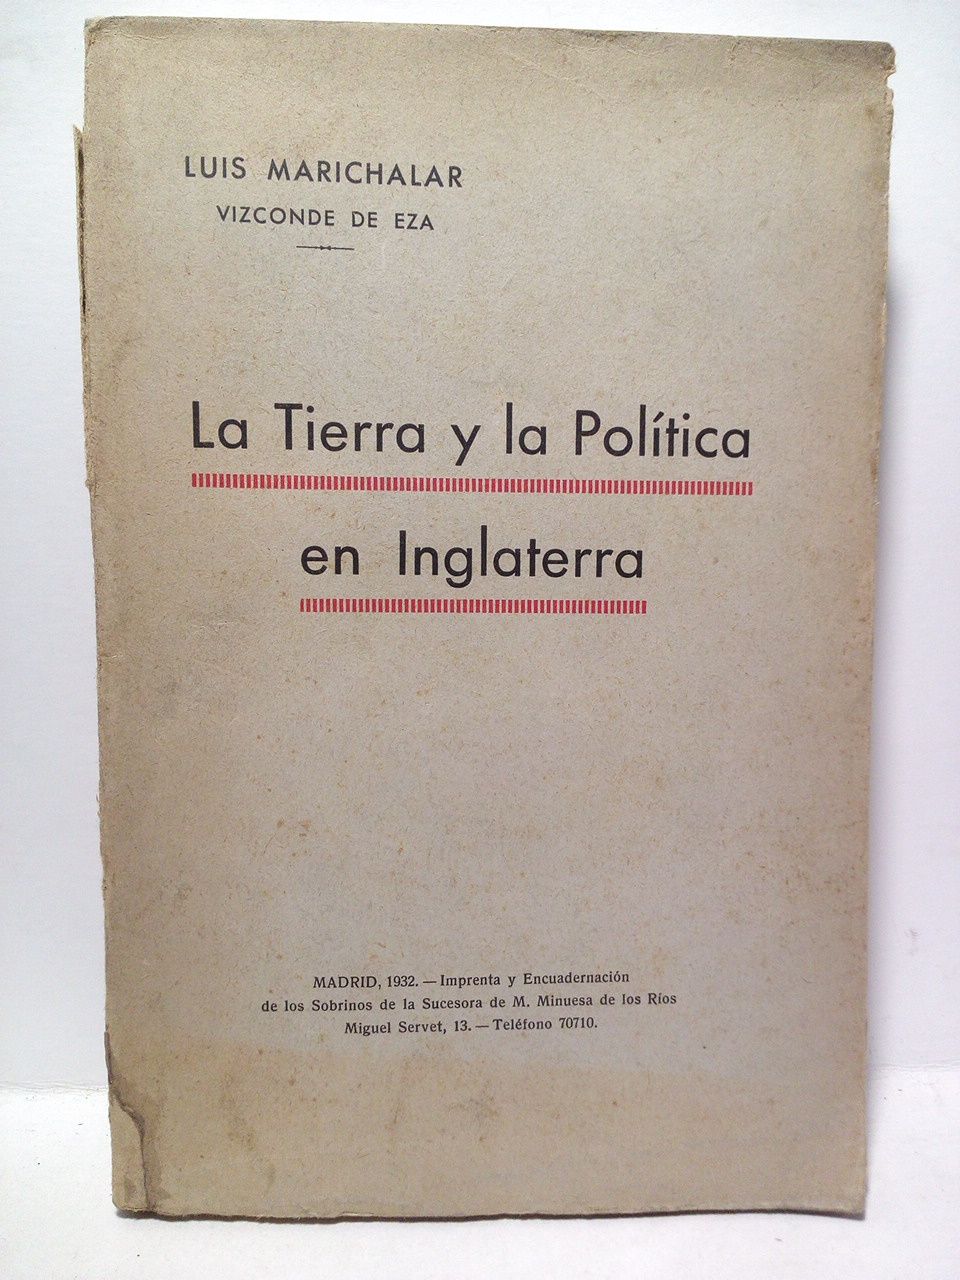 LUIS MARICHALAR
VIZCONDE DE EZA
La Tierra y la Política
en Inglaterra
MADRID, 1932. — Imprenta y Encuadernación
de los Sobrinos de la Sucesora de M. Minuesa de los Ríos
Miguel Servet, 13. — Teléfono 70710.